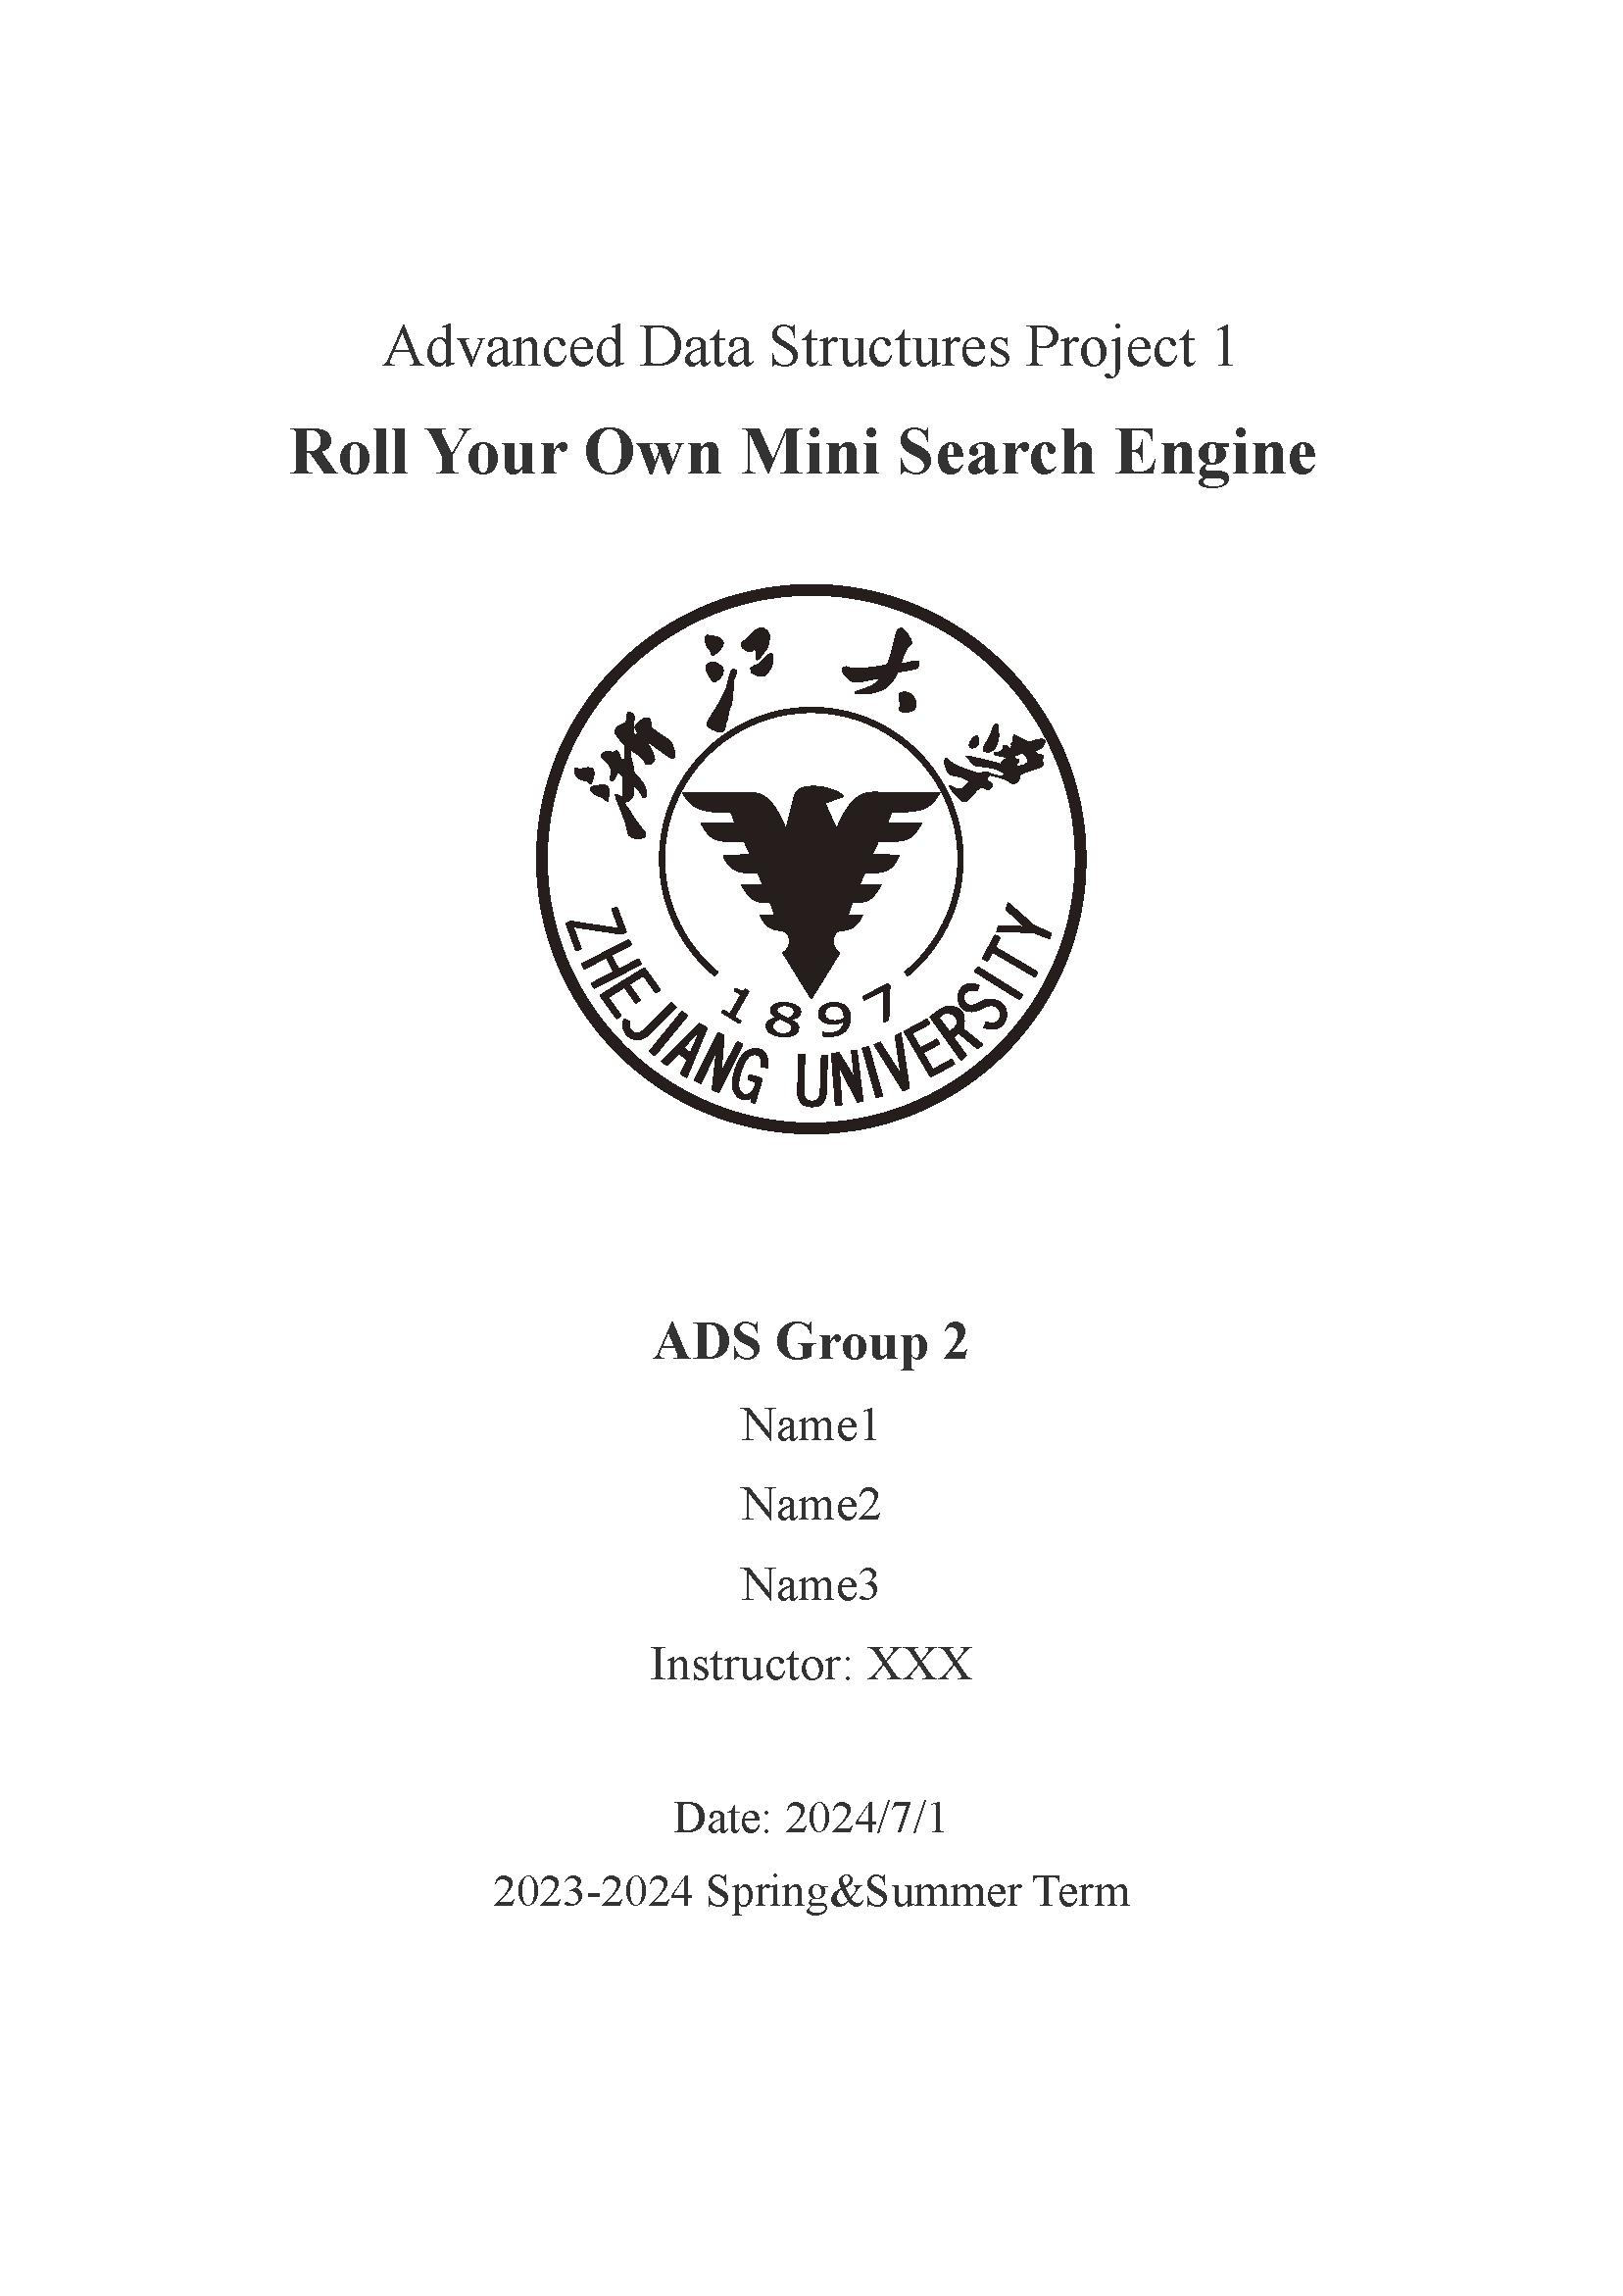 Advanced Data Structures Project 1
Roll Your Own Mini Search Engine
浙江大學
1897
ZHEJIANG UNIVERSITY
ADS Group 2
Name1
Name2
Name3
Instructor: XXX
Date: 2024/7/1
2023-2024 Spring&Summer Term